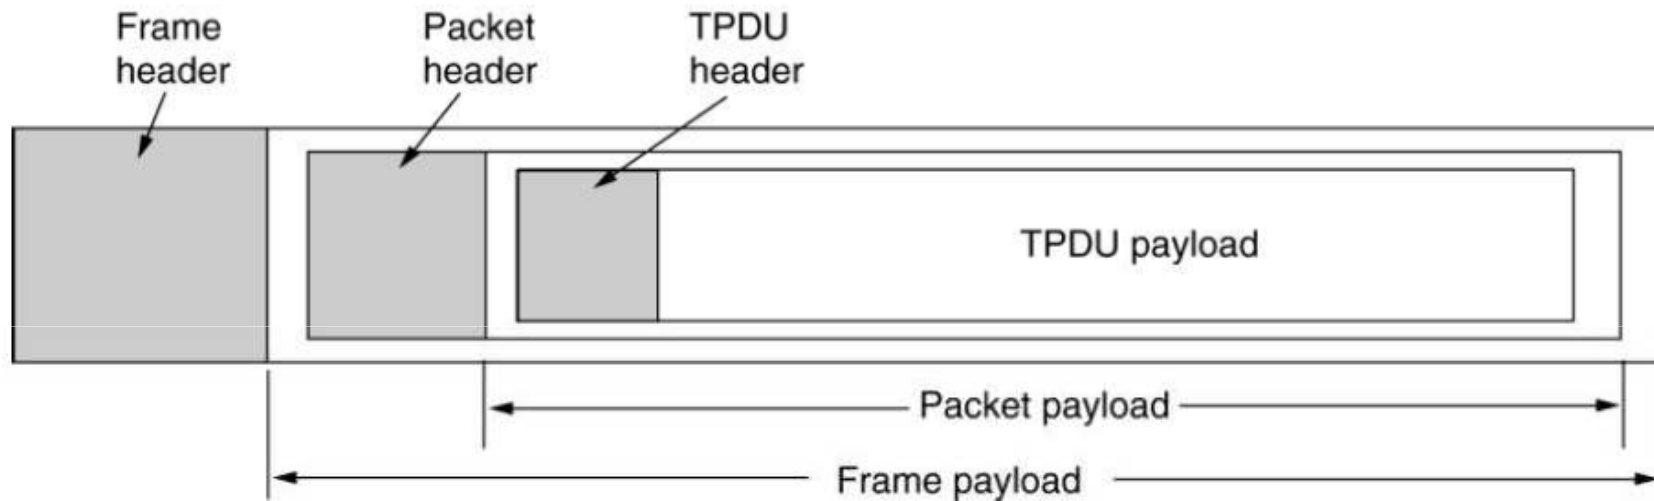 Frame
header
Packet
header
TPDU
header
TPDU payload
Packet payload
Frame payload